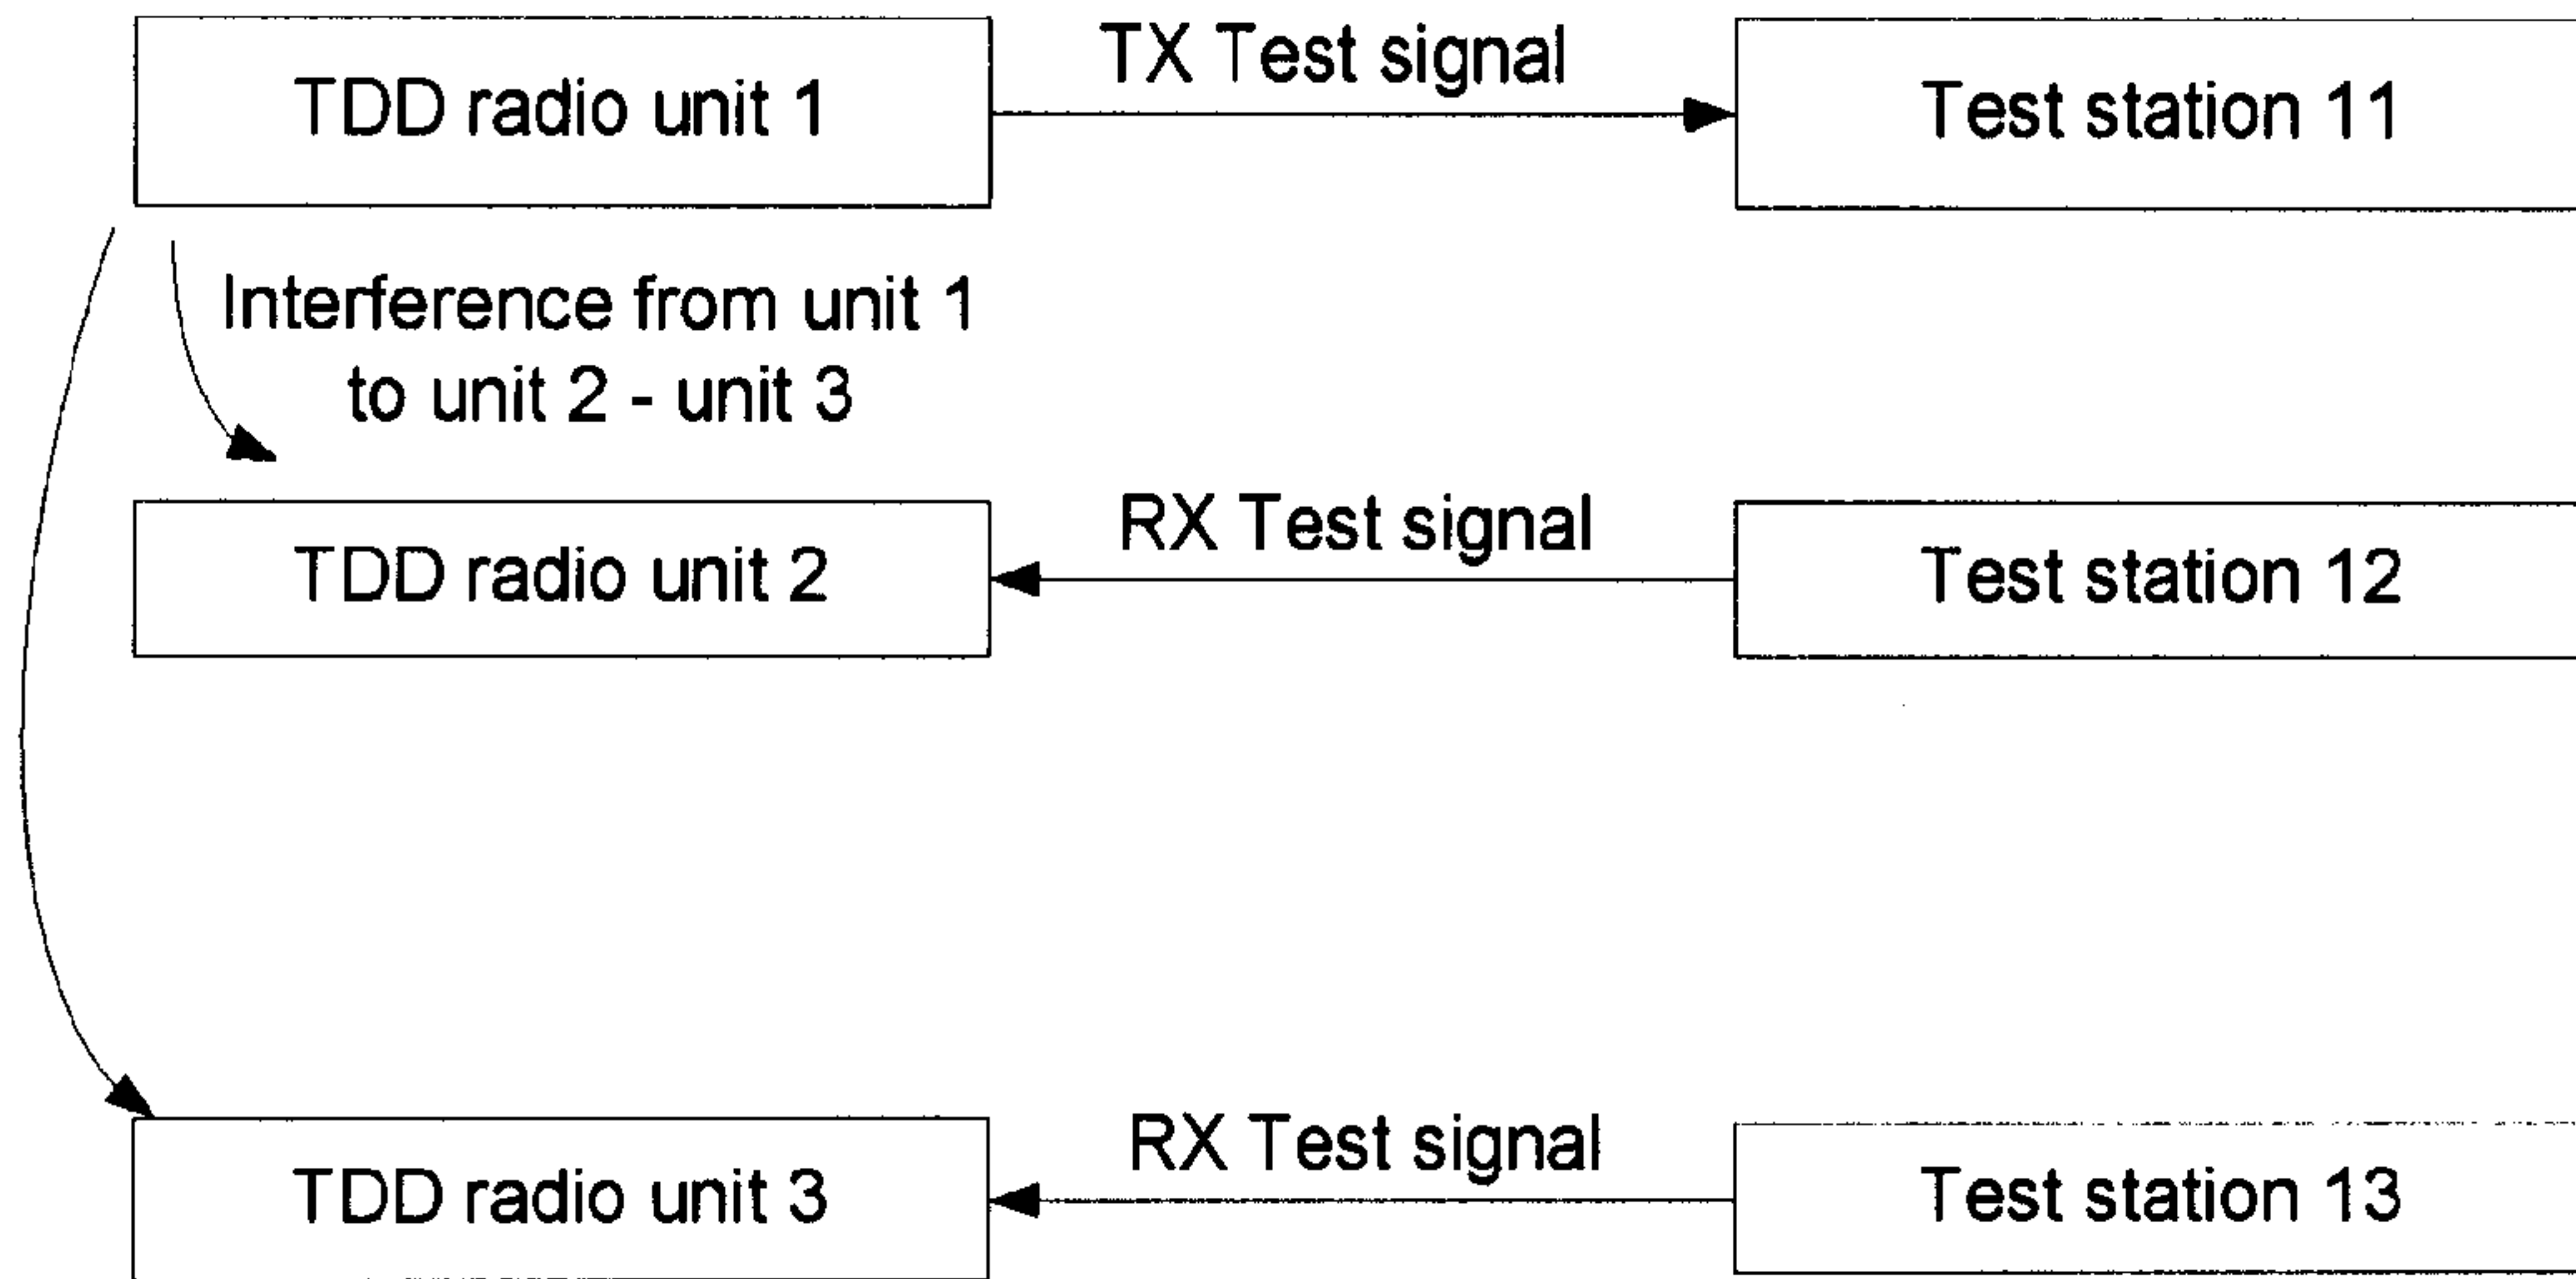 TDD radio unit 1
TX Test signal
Test station 11
Interference from unit 1
to unit 2 - unit 3
TDD radio unit 2
RX Test signal
Test station 12
TDD radio unit 3
RX Test signal
Test station 13